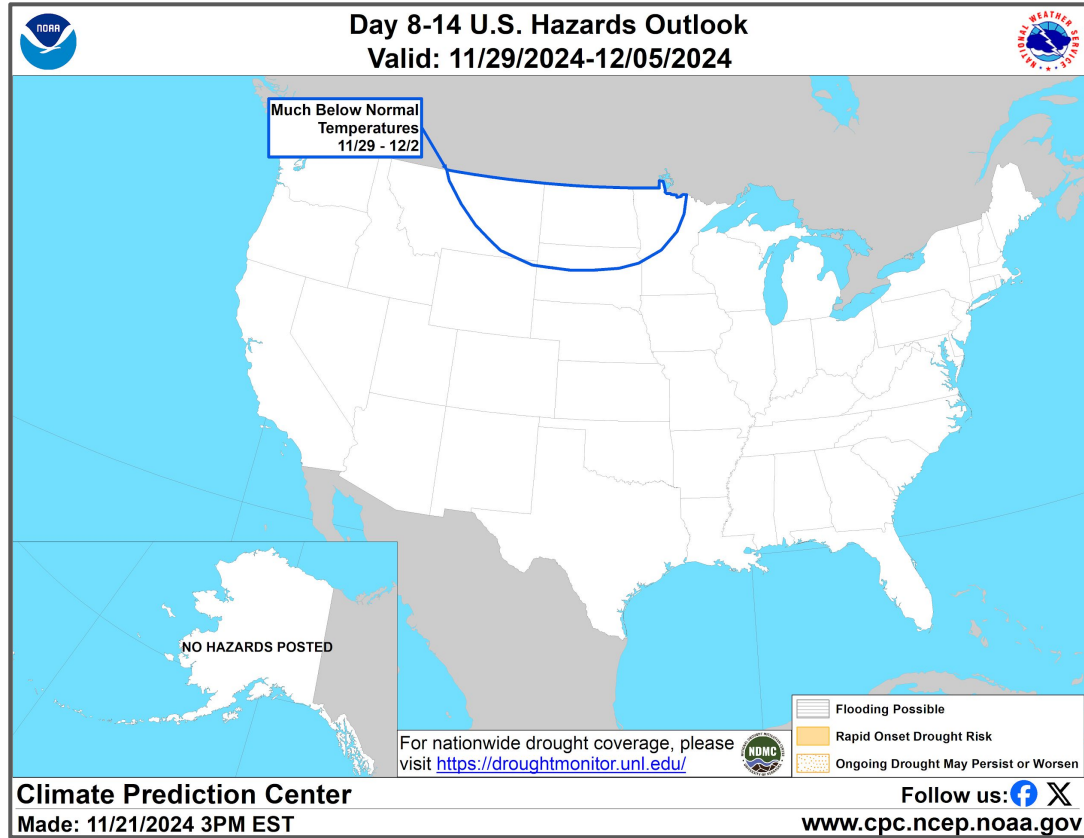 NOAA
Day 8-14 U.S. Hazards Outlook
Valid: 11/29/2024-12/05/2024
NATIONAL WEATHER SERVICE
Much Below Normal
Temperatures
11/29 - 12/2
NO HAZARDS POSTED
For nationwide drought coverage, please
visit https://droughtmonitor.unl.edu/
NDMC
Flooding Possible
Rapid Onset Drought Risk
Ongoing Drought May Persist or Worsen
Climate Prediction Center
Follow us:
Made: 11/21/2024 3PM EST
www.cpc.ncep.noaa.gov